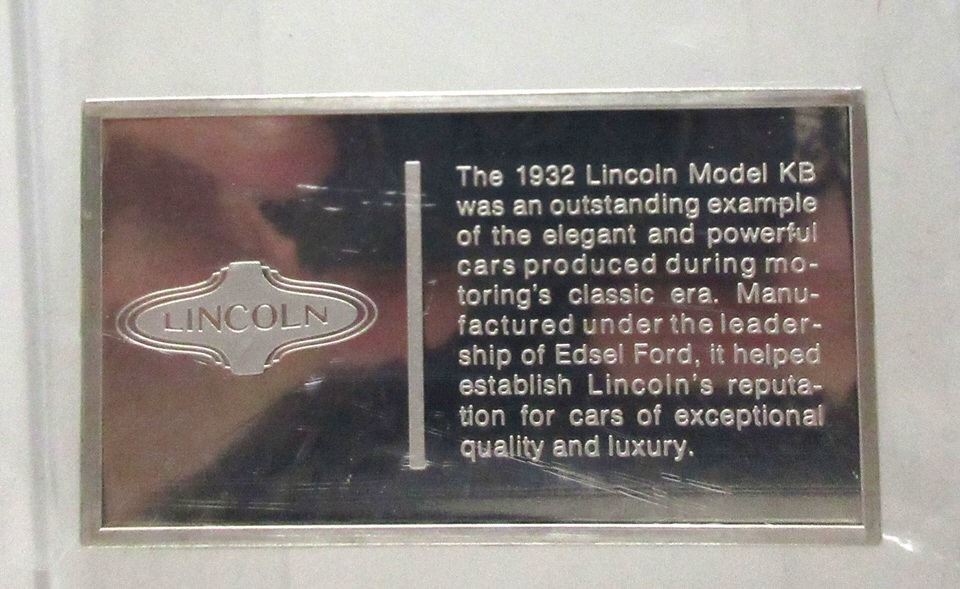 LINCOLN
The 1932 Lincoln Model KB
was an outstanding example
of the elegant and powerful
cars produced during mo-
toring's classic era. Manu-
factured under the leader-
ship of Edsel Ford, it helped
establish Lincoln's reputa-
tion for cars of exceptional
quality and luxury.